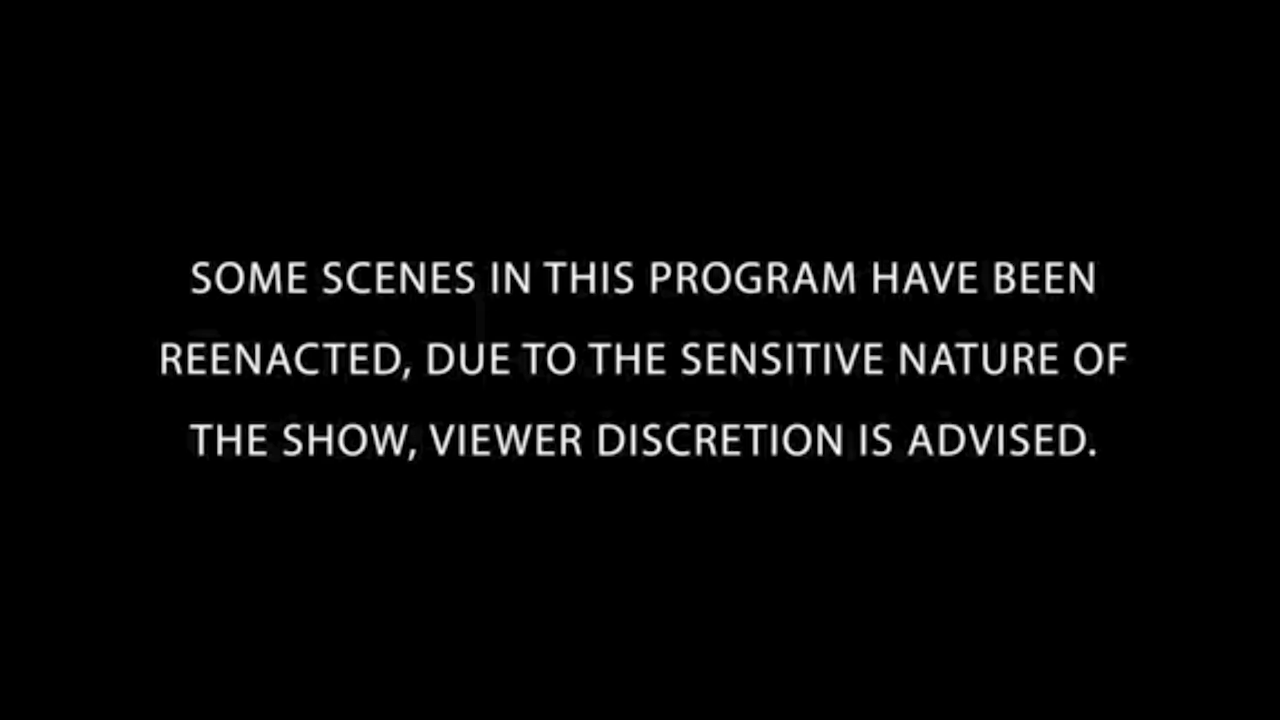 SOME SCENES IN THIS PROGRAM HAVE BEEN
REENACTED, DUE TO THE SENSITIVE NATURE OF
THE SHOW, VIEWER DISCRETION IS ADVISED.